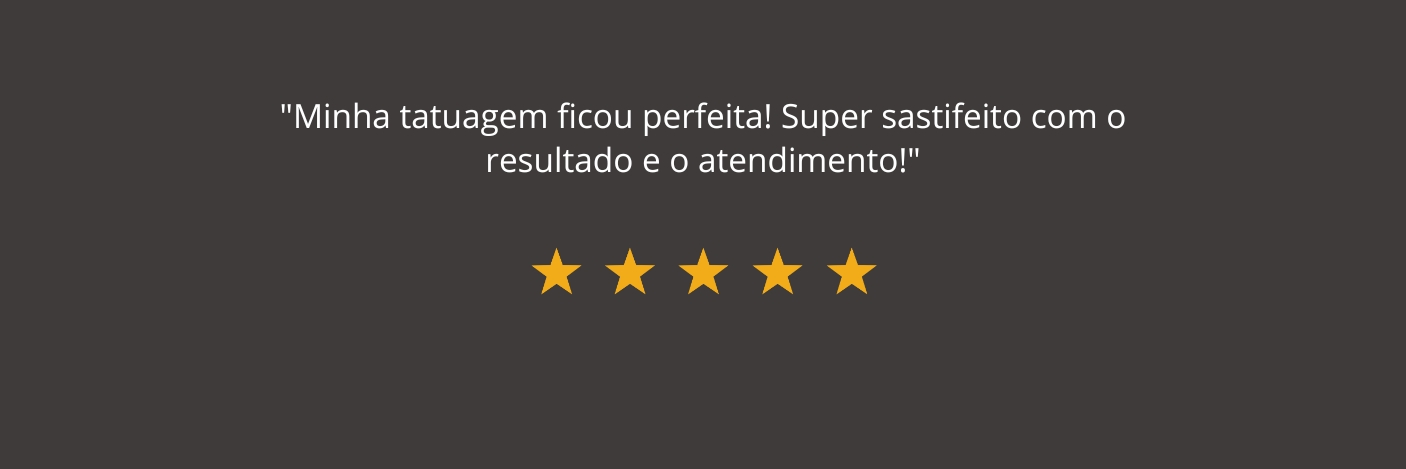 "Minha tatuagem ficou perfeita! Super sastifeito com o
resultado e o atendimento!"